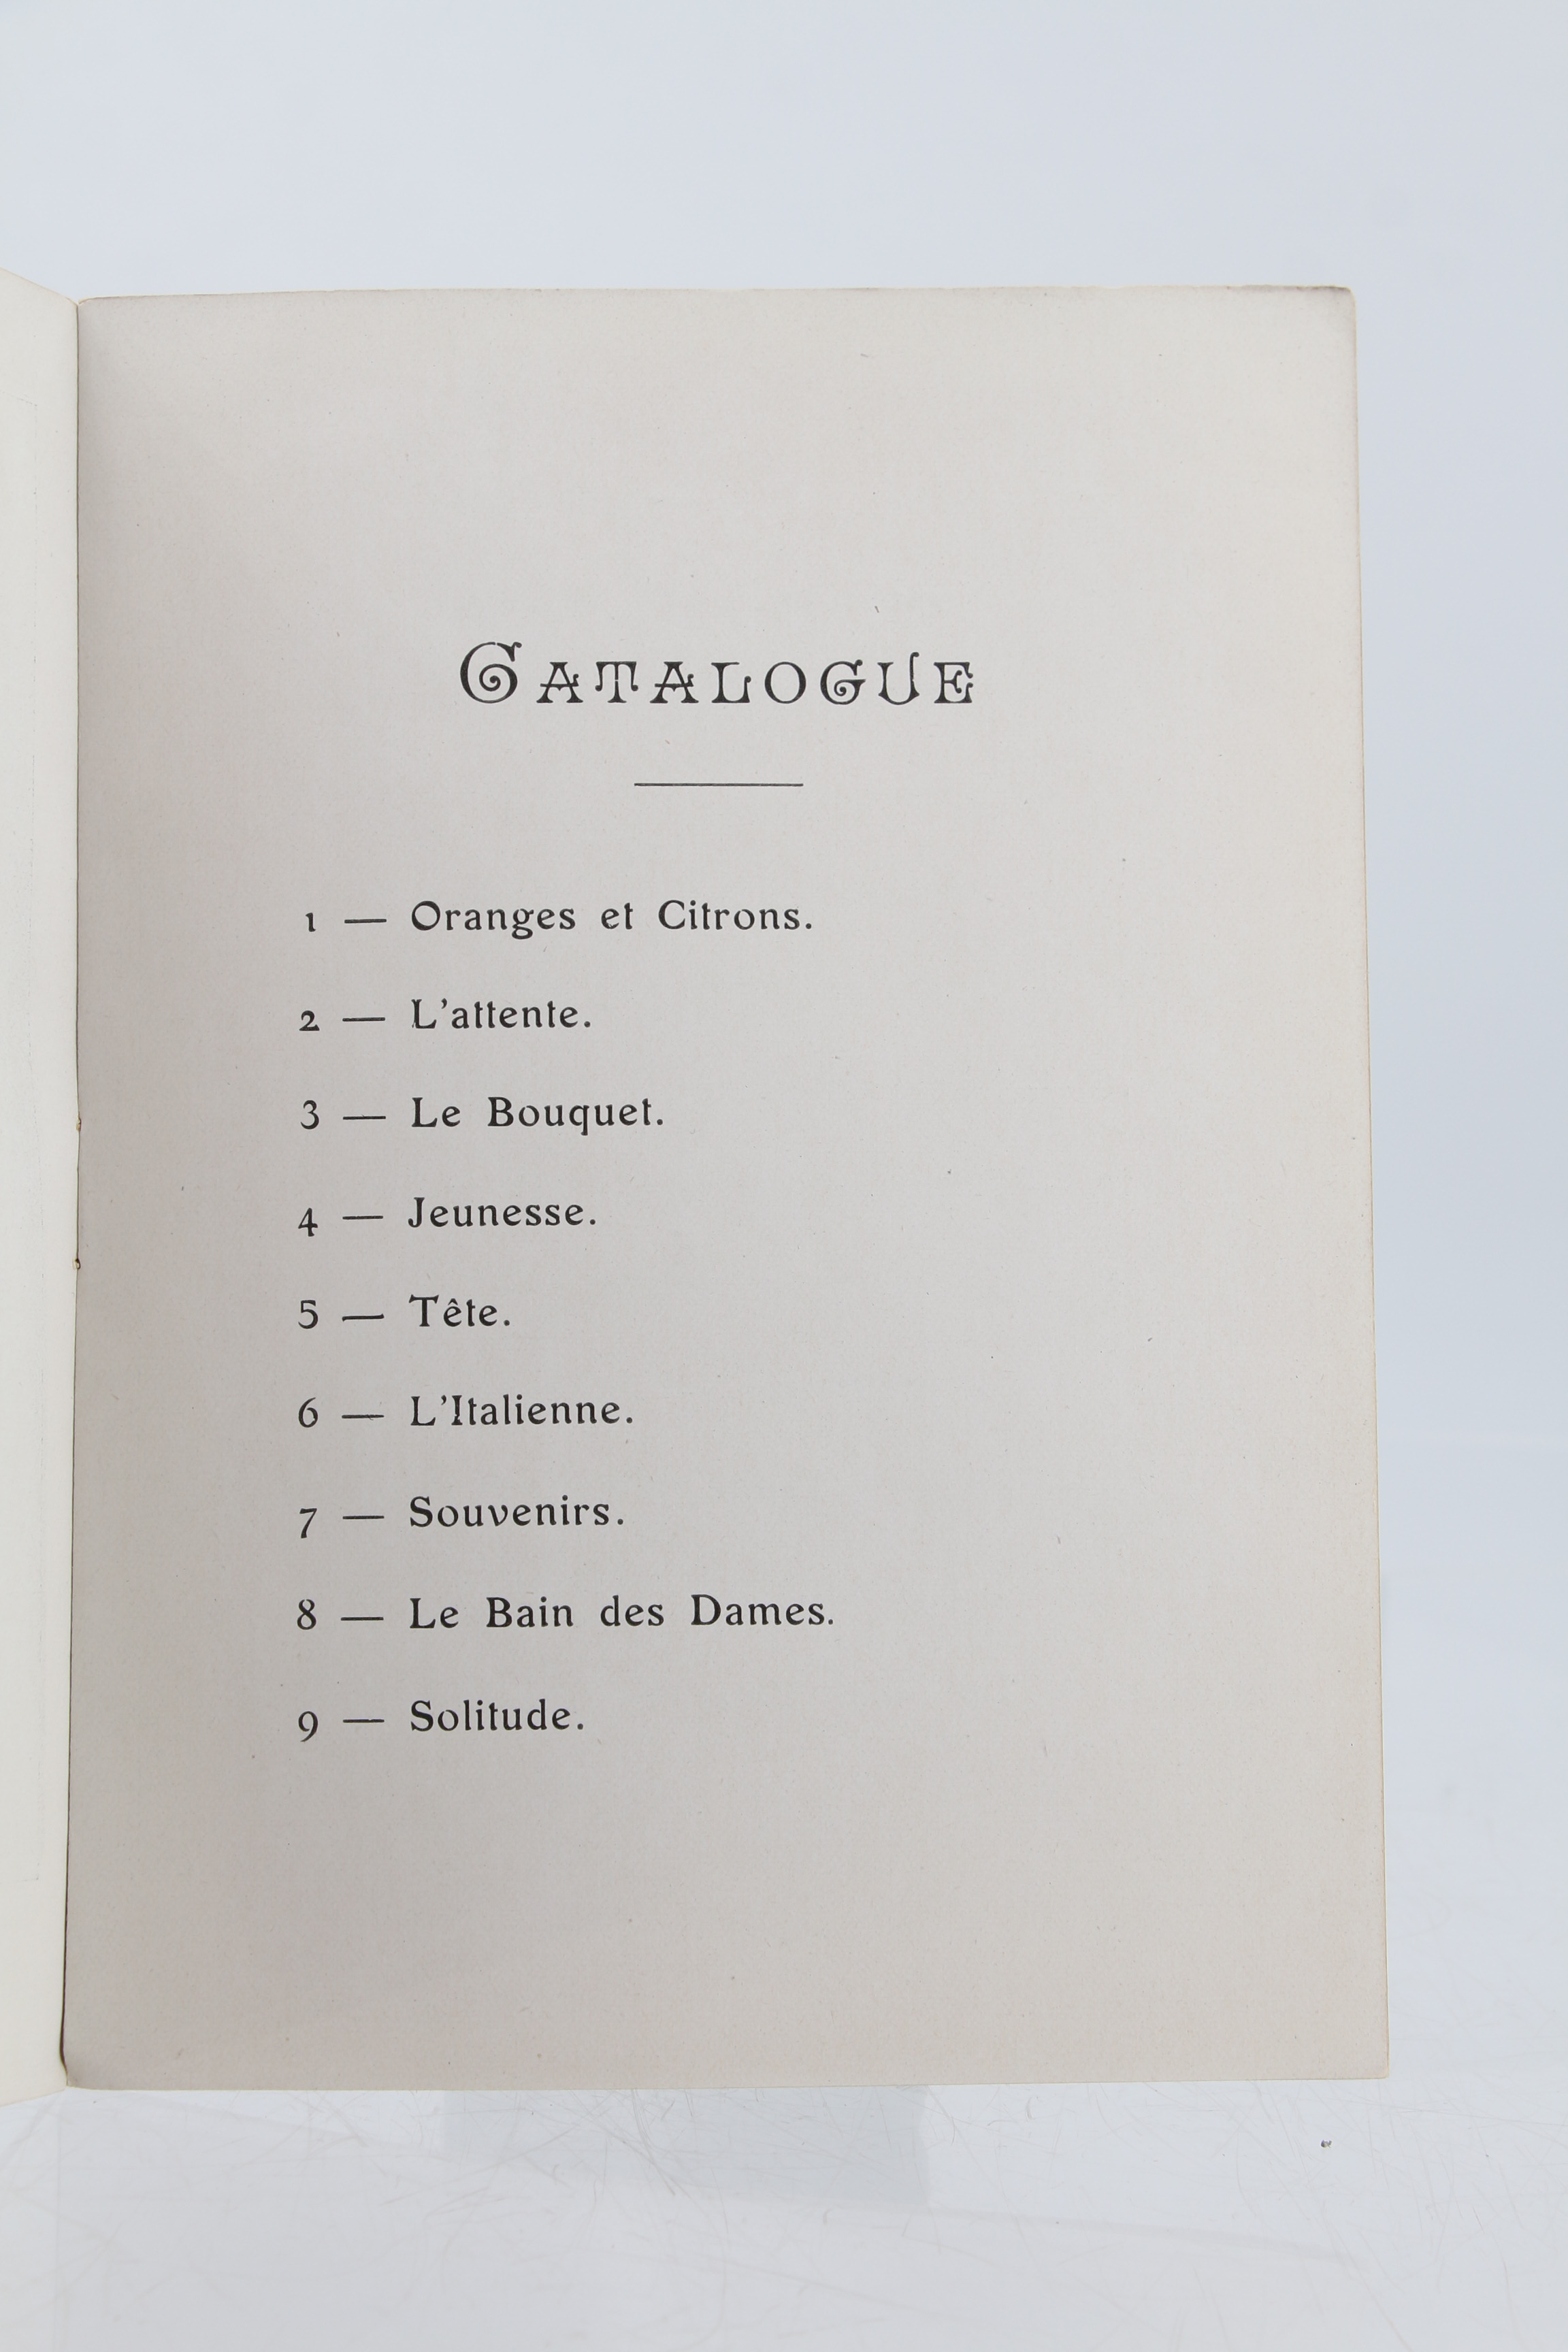 CATALOGUE
1 — Oranges et Citrons.
2 — L'attente.
3 — Le Bouquet.
4 — Jeunesse.
5 — Tête.
6 — L'Italienne.
7 — Souvenirs.
8 — Le Bain des Dames.
9 — Solitude.